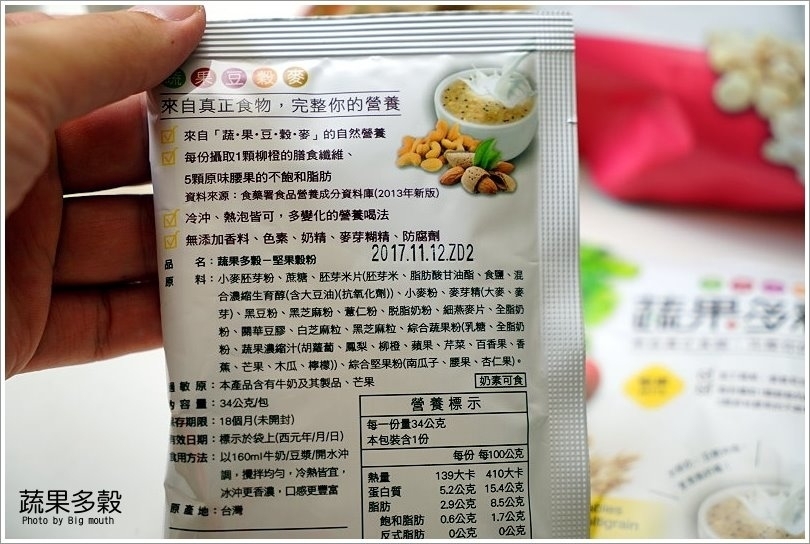 蔬果豆穀麥
來自真正食物，完整你的營養
來自「蔬‧果‧豆‧穀‧麥」的自然營養
每份攝取1顆柳橙的膳食纖維、
5顆原味腰果的不飽和脂肪
資料來源：食藥署食品營養成分資料庫(2013年新版)
冷沖、熱泡皆可，多變化的營養喝法
無添加香料、色素、奶精、麥芽糊精、防腐劑
2017.11.12.ZD2
品　名：蔬果多穀－堅果穀粉
原　料：小麥胚芽粉、蔗糖、胚芽米片(胚芽米、脂肪酸甘油酯、食鹽、混
合濃縮生育醇(含大豆油)(抗氧化劑))、小麥粉、麥芽精(大麥、麥
芽)、黑豆粉、黑芝麻粉、薏仁粉、脱脂奶粉、細燕麥片、全脂奶
粉、關華豆膠、白芝麻粒、黑芝麻粒、綜合蔬果粉(乳糖、全脂奶
粉、蔬果濃縮汁(胡蘿蔔、鳳梨、柳橙、蘋果、芹菜、百香果、香
蕉、芒果、木瓜、檸檬))、綜合堅果粉(南瓜子、腰果、杏仁果)。
過敏原：本產品含有牛奶及其製品、芒果
奶素可食
內容量：34公克/包
保存期限：18個月(未開封)
有效日期：標示於袋上(西元年/月/日)
食用方法：以160ml牛奶/豆漿/開水沖
調，攪拌均勻，冷熱皆宜，
冰沖更香濃，口感更豐富
原產地：台灣
營養標示
每一份量34公克
本包裝含1份
每份 每100公克
熱量 139大卡 410大卡
蛋白質 5.2公克 15.4公克
脂肪 2.9公克 8.5公克
飽和脂肪 0.6公克 1.7公克
反式脂肪 0公克 0公克
蔬果多
蔬果多穀
Photo by Big mouth